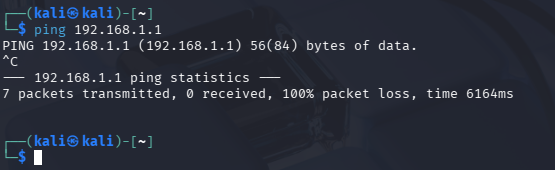 ┌──(kali㉿kali)-[~]
└─$ ping 192.168.1.1
PING 192.168.1.1 (192.168.1.1) 56(84) bytes of data.
^C
--- 192.168.1.1 ping statistics ---
7 packets transmitted, 0 received, 100% packet loss, time 6164ms
┌──(kali㉿kali)-[~]
└─$